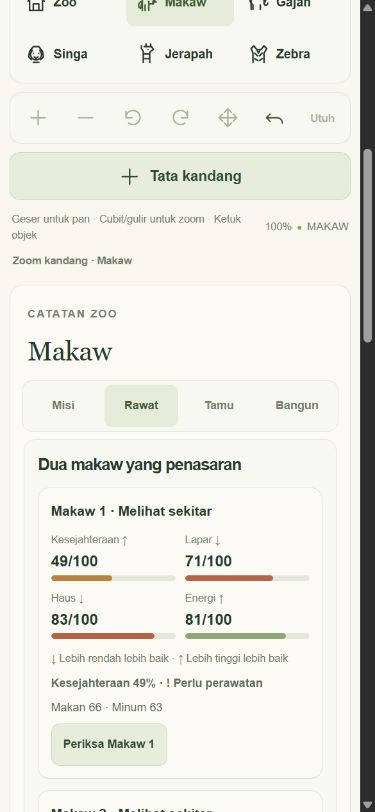 Zoo Makaw Gajah
Singa Jerapah Zebra
Utuh
Tata kandang
Geser untuk pan · Cubit/gulir untuk zoom · Ketuk
objek
100% • MAKAW
Zoom kandang · Makaw
CATATAN ZOO
Makaw
Misi Rawat Tamu Bangun
Dua makaw yang penasaran
Makaw 1 · Melihat sekitar
Kesejahteraan ↑ Lapar ↓
49/100 71/100
Haus ↓ Energi ↑
83/100 81/100
↓ Lebih rendah lebih baik · ↑ Lebih tinggi lebih baik
Kesejahteraan 49% · ! Perlu perawatan
Makan 66 · Minum 63
Periksa Makaw 1